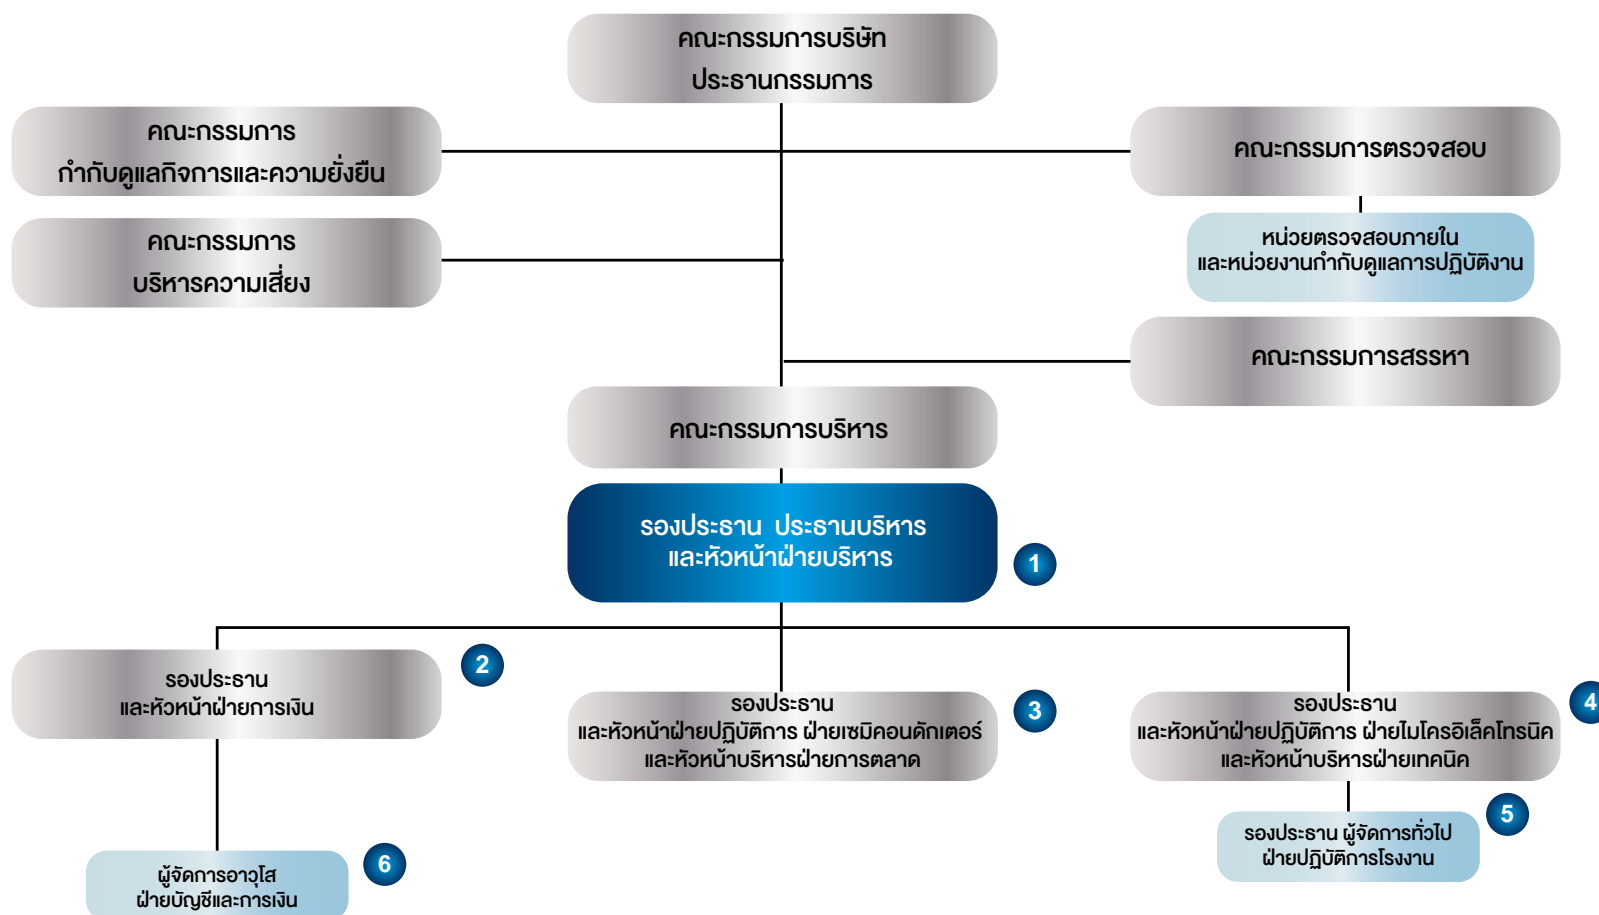 คณะกรรมการบริษัท
ประธานกรรมการ
คณะกรรมการ
กำกับดูแลกิจการและความยั่งยืน
คณะกรรมการตรวจสอบ
หน่วยตรวจสอบภายใน
และหน่วยงานกำกับดูแลการปฏิบัติงาน
คณะกรรมการ
บริหารความเสี่ยง
คณะกรรมการสรรหา
คณะกรรมการบริหาร
รองประธาน ประธานบริหาร
และหัวหน้าฝ่ายบริหาร
1
รองประธาน
และหัวหน้าฝ่ายการเงิน
2
รองประธาน
และหัวหน้าฝ่ายปฏิบัติการ ฝ่ายเซมิคอนดักเตอร์
และหัวหน้าบริหารฝ่ายการตลาด
3
รองประธาน
และหัวหน้าฝ่ายปฏิบัติการ ฝ่ายไมโครอิเล็คโทรนิค
และหัวหน้าบริหารฝ่ายเทคนิค
4
รองประธาน ผู้จัดการทั่วไป
ฝ่ายปฏิบัติการโรงงาน
5
ผู้จัดการอาวุโส
ฝ่ายบัญชีและการเงิน
6